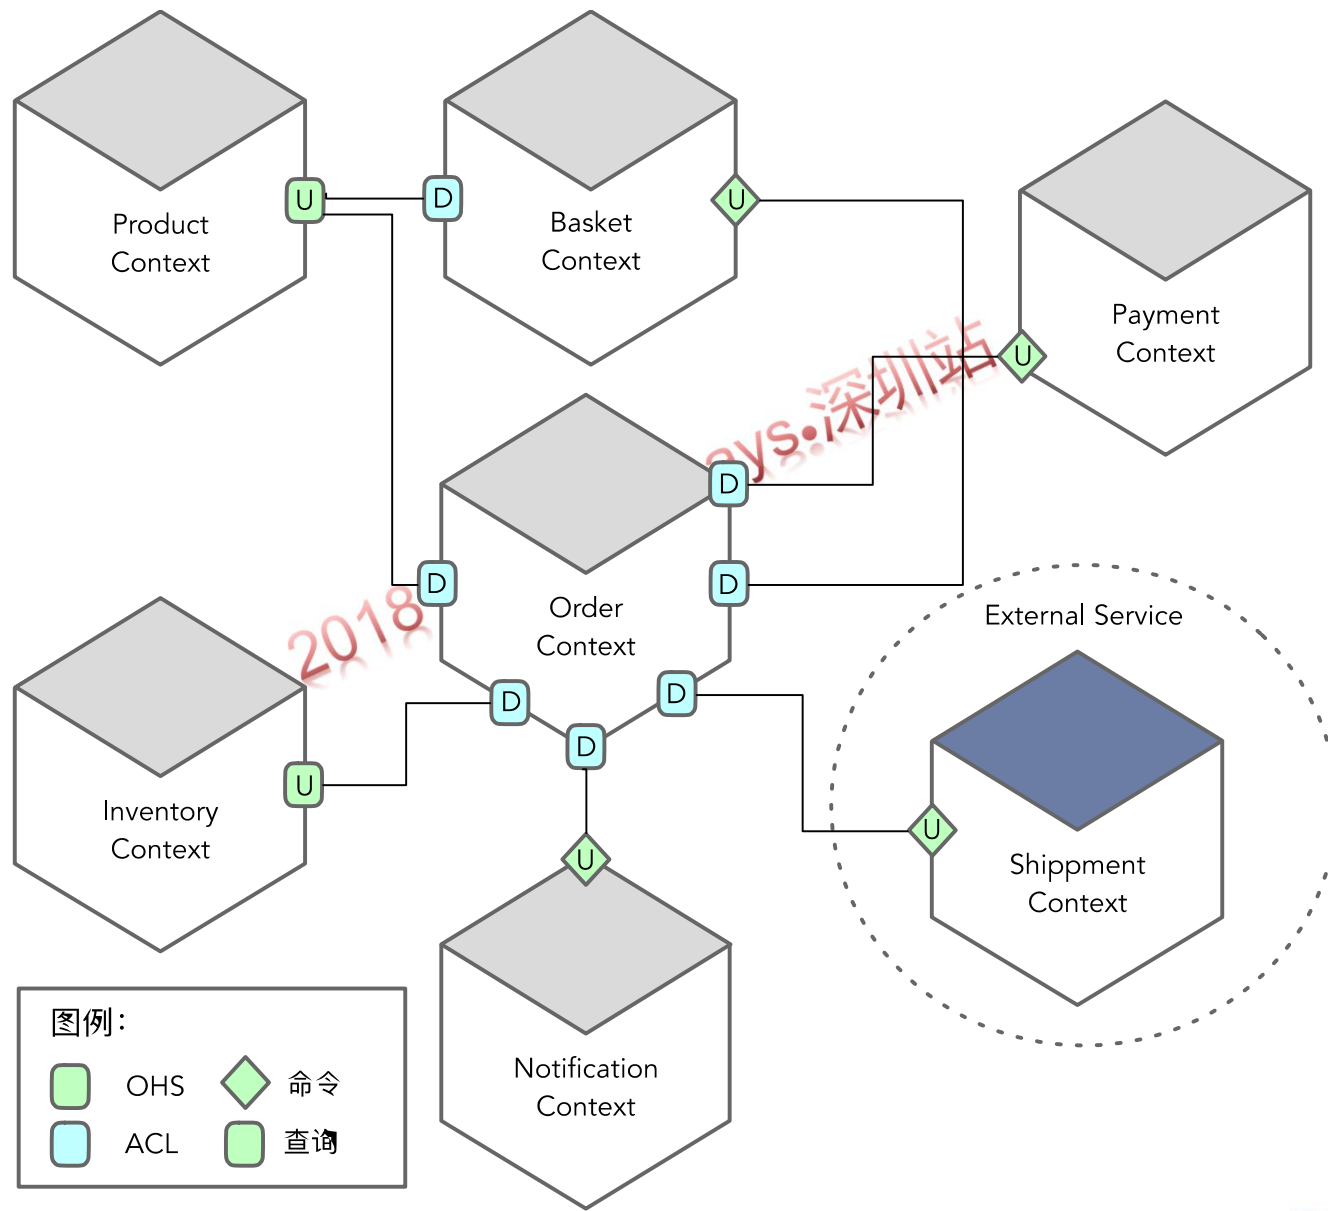 U
D
U
Product
Context
Basket
Context
U
Payment
Context
ays.深圳站
D
D
D
Order
Context
2018
External Service
D
D
D
U
U
Inventory
Context
U
Shippment
Context
Notification
Context
图例：
OHS
命令
ACL
查询